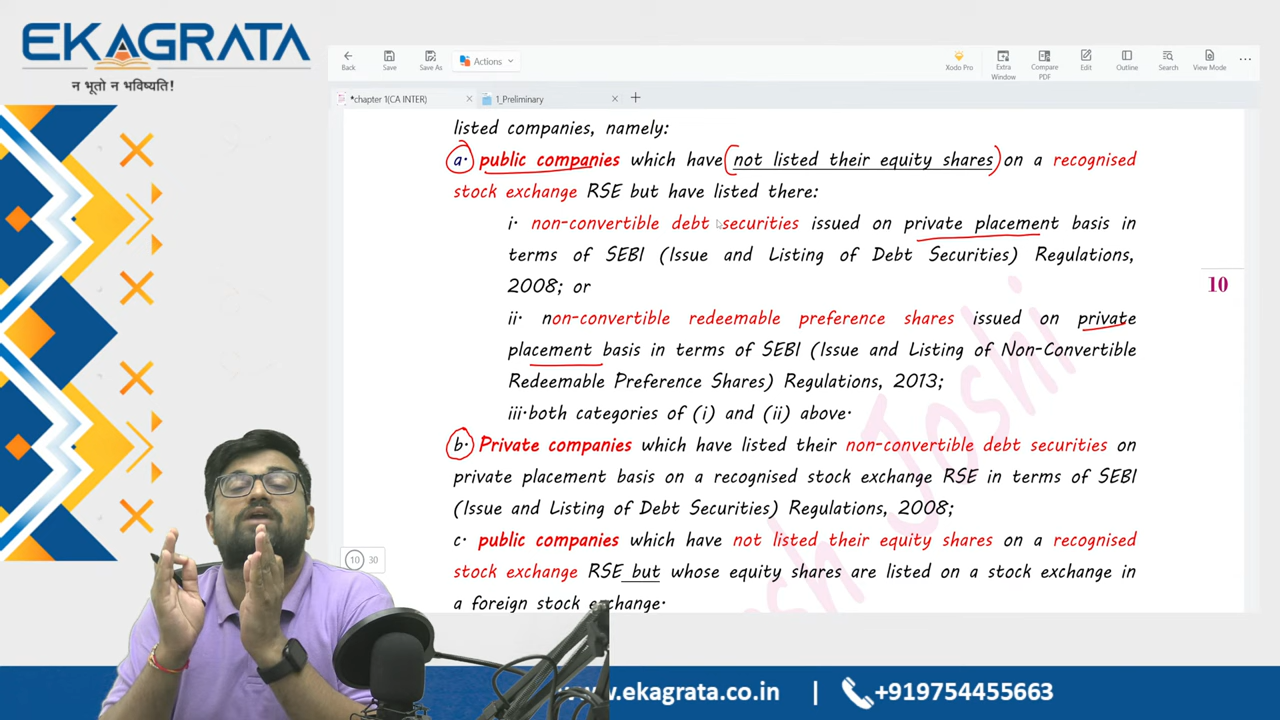 EKAGRATA
न भूतो न भविष्यति!
Back
Save
Save As
Actions
Xodo Pro
Extra Window
Compare PDF
Edit
Outline
Search
View Mode
*chapter 1(CA INTER)
1_Preliminary
listed companies, namely:
a. public companies which have (not listed their equity shares) on a recognised
stock exchange RSE but have listed there:
i. non-convertible debt securities issued on private placement basis in
terms of SEBI (Issue and Listing of Debt Securities) Regulations,
2008; or
ii. non-convertible redeemable preference shares issued on private
placement basis in terms of SEBI (Issue and Listing of Non-Convertible
Redeemable Preference Shares) Regulations, 2013;
iii.both categories of (i) and (ii) above.
b. Private companies which have listed their non-convertible debt securities on
private placement basis on a recognised stock exchange RSE in terms of SEBI
(Issue and Listing of Debt Securities) Regulations, 2008;
c. public companies which have not listed their equity shares on a recognised
stock exchange RSE but whose equity shares are listed on a stock exchange in
a foreign stock exchange.
10
10 30
Josh Joshi
www.ekagrata.co.in | +919754455663